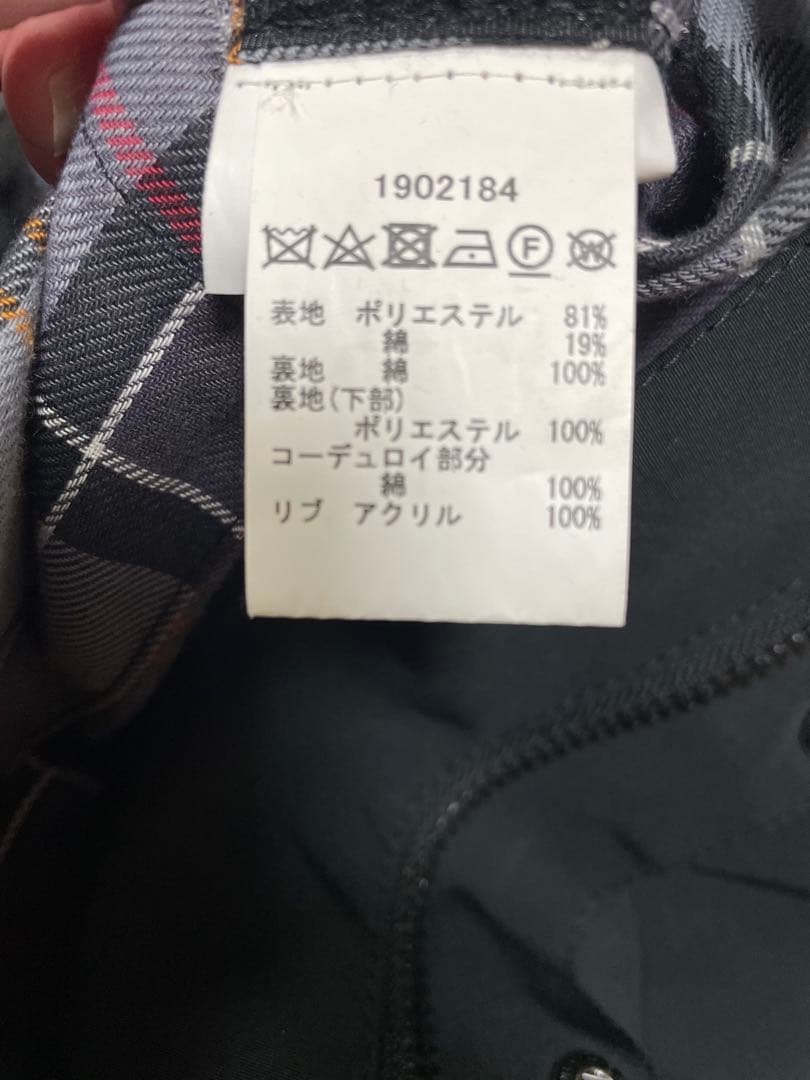 1902184
F W
表地 ポリエステル 81%
綿 19%
裏地 綿 100%
裏地(下部)
ポリエステル 100%
コーデュロイ部分
綿 100%
リブ アクリル 100%